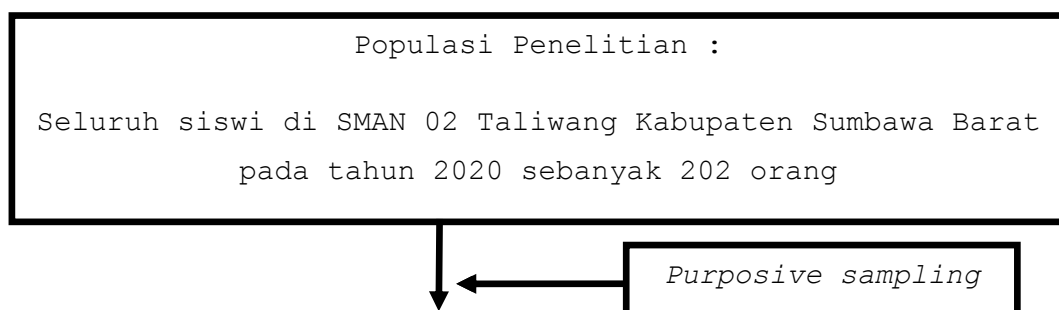 Populasi Penelitian :
Seluruh siswi di SMAN 02 Taliwang Kabupaten Sumbawa Barat
pada tahun 2020 sebanyak 202 orang
Purposive sampling